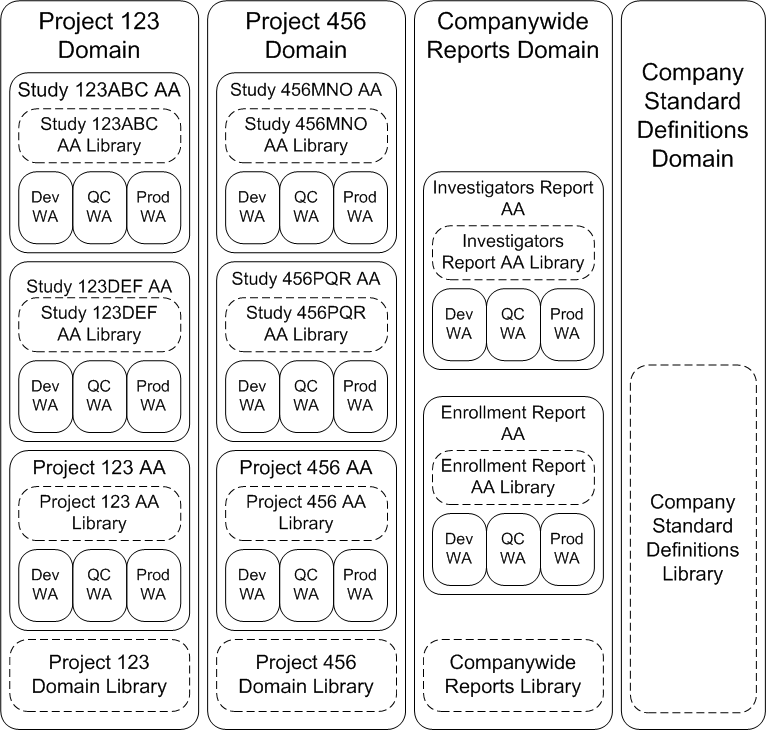 Project 123
Domain
Study 123ABC AA
Study 123ABC
AA Library
Dev
WA
QC
WA
Prod
WA
Study 123DEF AA
Study 123DEF
AA Library
Dev
WA
QC
WA
Prod
WA
Project 123 AA
Project 123 AA
Library
Dev
WA
QC
WA
Prod
WA
Project 123
Domain Library
Project 456
Domain
Study 456MNO AA
Study 456MNO
AA Library
Dev
WA
QC
WA
Prod
WA
Study 456PQR AA
Study 456PQR
AA Library
Dev
WA
QC
WA
Prod
WA
Project 456 AA
Project 456 AA
Library
Dev
WA
QC
WA
Prod
WA
Project 456
Domain Library
Companywide
Reports Domain
Investigators Report
AA
Investigators
Report AA Library
Dev
WA
QC
WA
Prod
WA
Enrollment Report
AA
Enrollment Report
AA Library
Dev
WA
QC
WA
Prod
WA
Companywide
Reports Library
Company
Standard
Definitions
Domain
Company
Standard
Definitions
Library